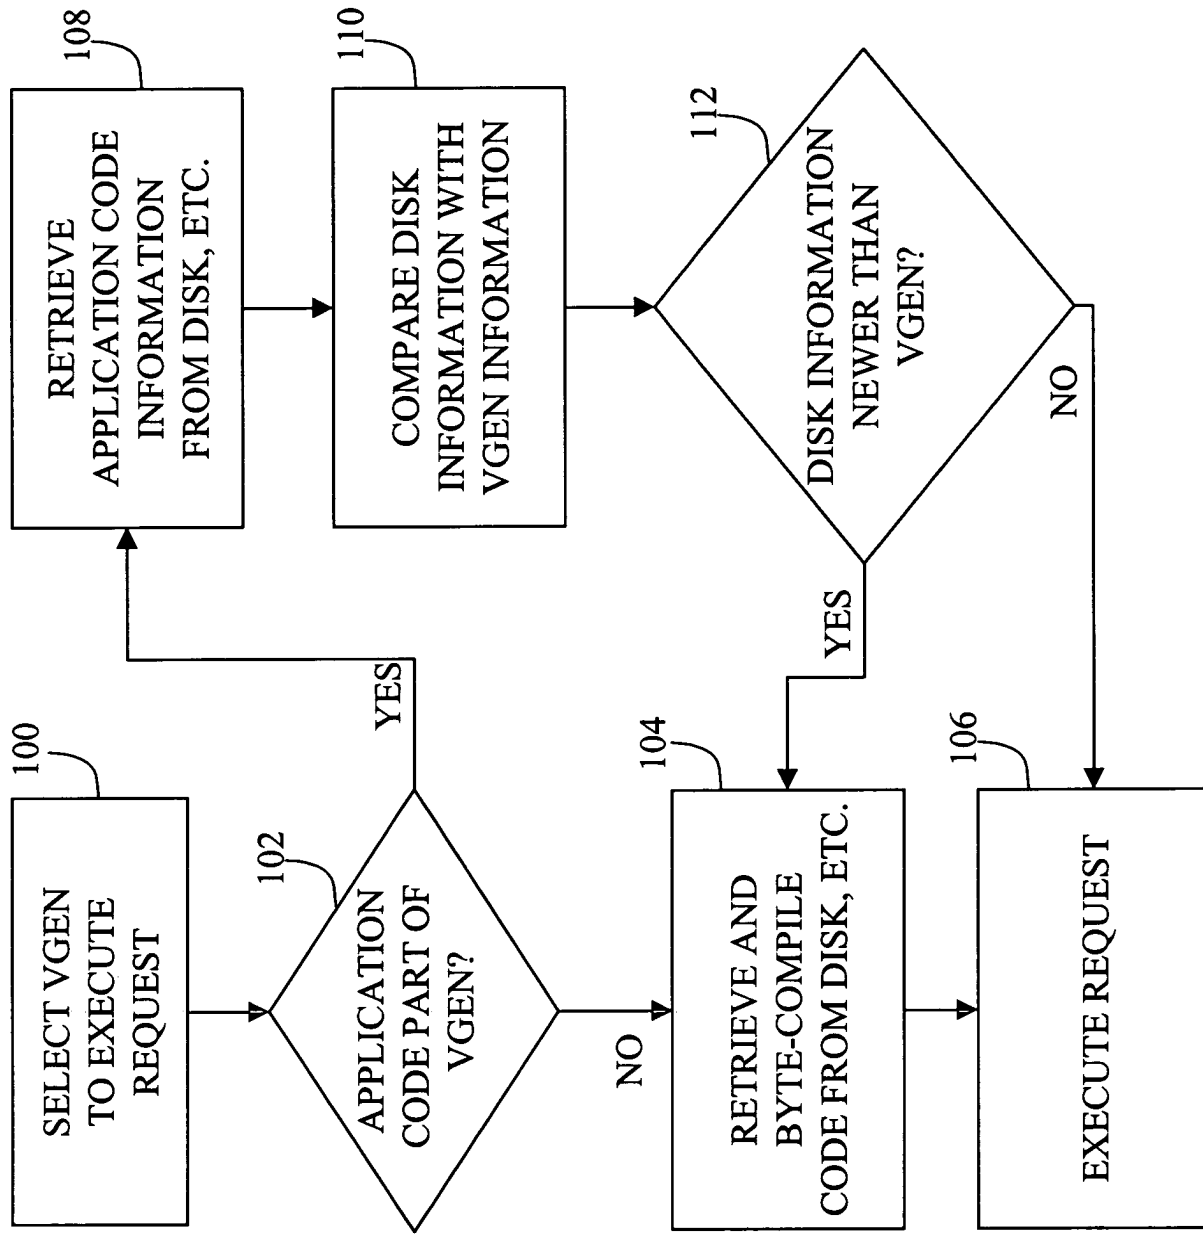 100
SELECT VGEN
TO EXECUTE
REQUEST
102
APPLICATION
CODE PART OF
VGEN?
YES
NO
104
RETRIEVE AND
BYTE-COMPILE
CODE FROM DISK, ETC.
106
EXECUTE REQUEST
108
RETRIEVE
APPLICATION CODE
INFORMATION
FROM DISK, ETC.
110
COMPARE DISK
INFORMATION WITH
VGEN INFORMATION
112
DISK INFORMATION
NEWER THAN
VGEN?
YES
NO